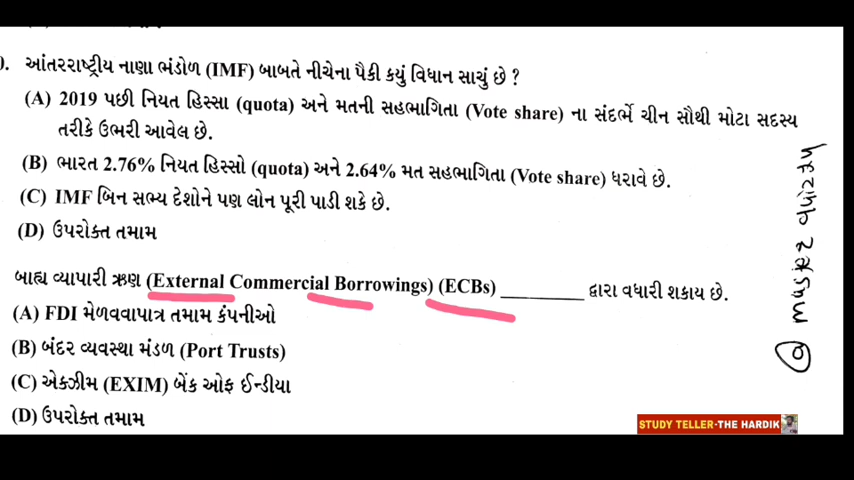 આંતરરાષ્ટ્રીય નાણા ભંડોળ (IMF) બાબતે નીચેના પૈકી કયું વિધાન સાચું છે ?
(A) 2019 પછી નિયત હિસ્સા (quota) અને મતની સહભાગિતા (Vote share) ના સંદર્ભે ચીન સૌથી મોટા સદસ્ય
તરીકે ઉભરી આવેલ છે.
(B) ભારત 2.76% નિયત હિસ્સો (quota) અને 2.64% મત સહભાગિતા (Vote share) ધરાવે છે.
(C) IMF બિન સભ્ય દેશોને પણ લોન પૂરી પાડી શકે છે.
(D) ઉપરોક્ત તમામ
બાહ્ય વ્યાપારી ઋણ (External Commercial Borrowings) (ECBs) ________ દ્વારા વધારી શકાય છે.
(A) FDI મેળવવાપાત્ર તમામ કંપનીઓ
(B) બંદર વ્યવસ્થા મંડળ (Port Trusts)
(C) એક્ઝીમ (EXIM) બેંક ઓફ ઈન્ડીયા
(D) ઉપરોક્ત તમામ
STUDY TELLER-THE HARDIK